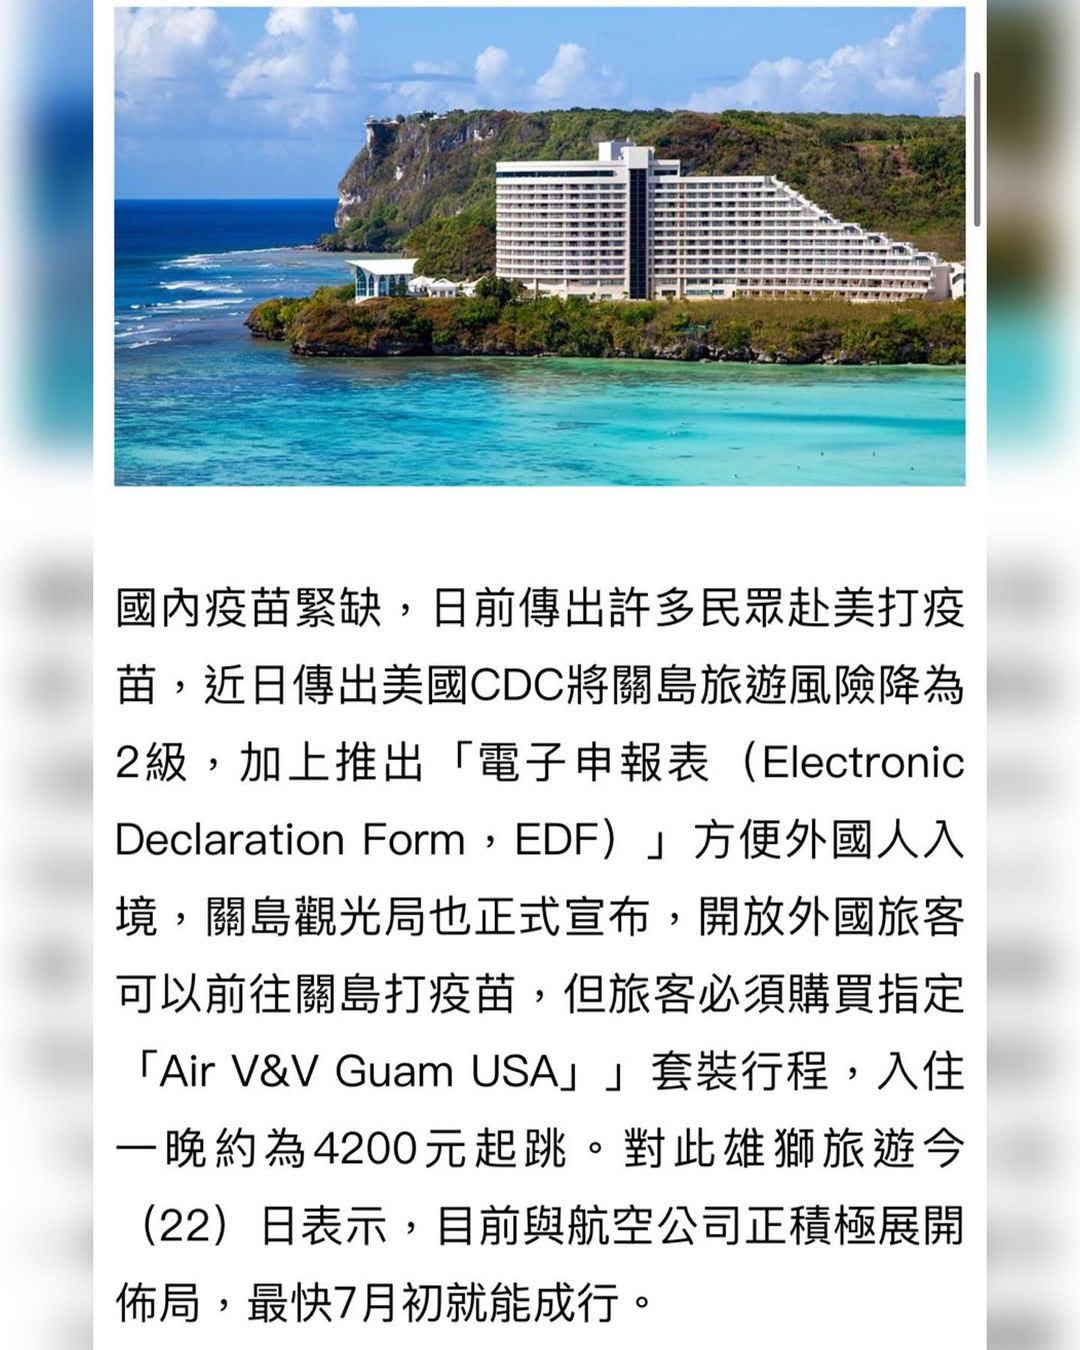 國內疫苗緊缺，日前傳出許多民眾赴美打疫
苗，近日傳出美國CDC將關島旅遊風險降為
2級，加上推出「電子申報表（Electronic
Declaration Form，EDF）」方便外國人入
境，關島觀光局也正式宣布，開放外國旅客
可以前往關島打疫苗，但旅客必須購買指定
「Air V&V Guam USA」」套裝行程，入住
一晚約為4200元起跳。對此雄獅旅遊今
（22）日表示，目前與航空公司正積極展開
佈局，最快7月初就能成行。